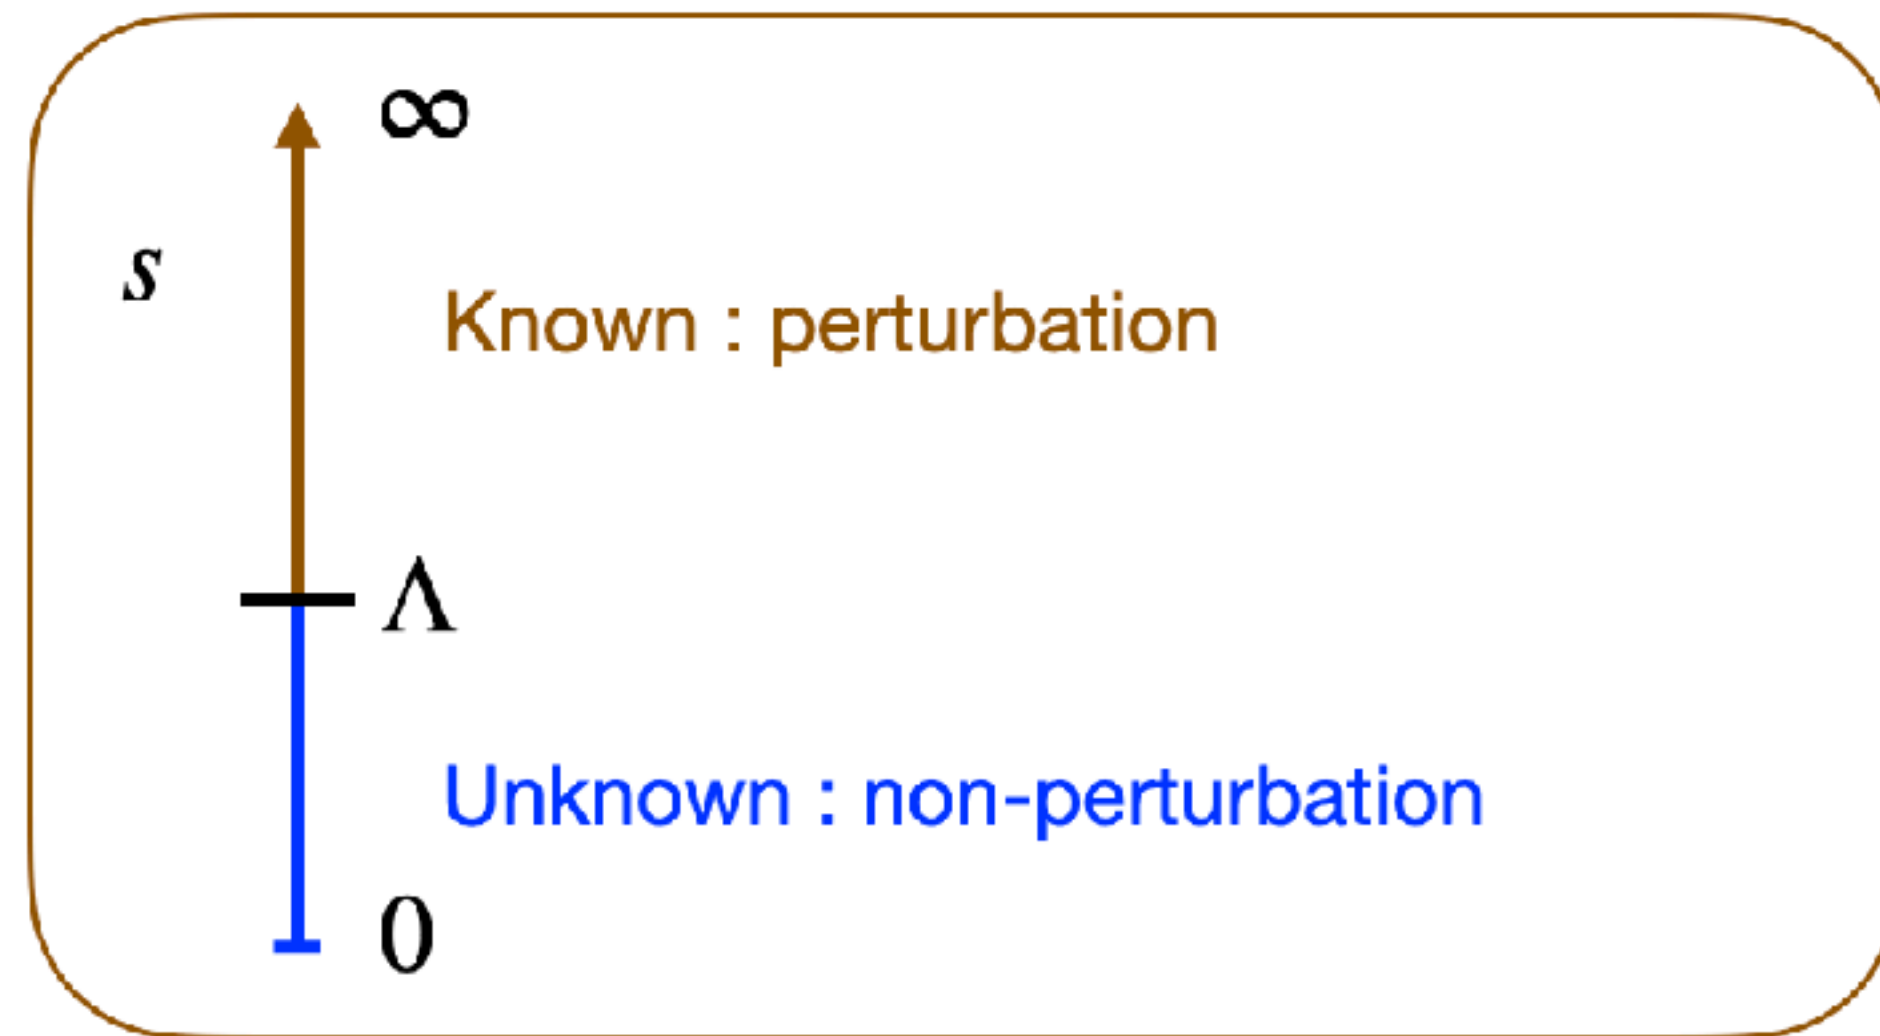 ∞
s
Known : perturbation
Λ
Unknown : non-perturbation
0